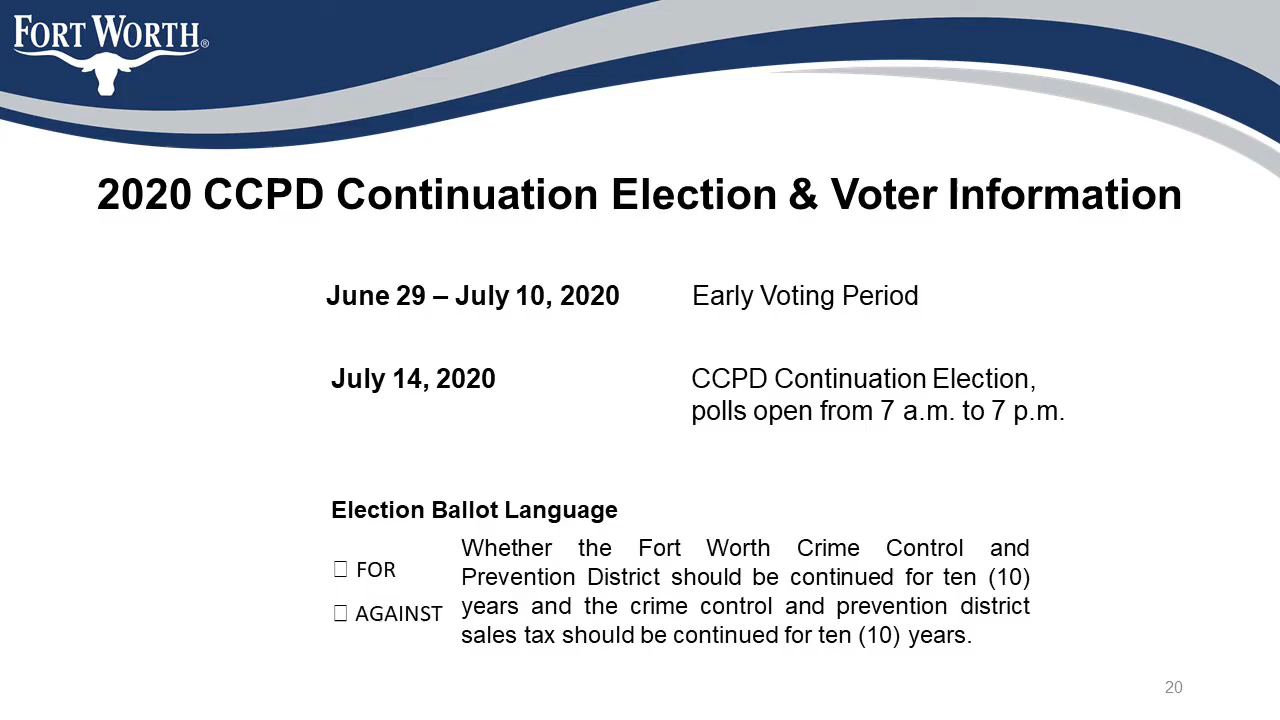 FORT WORTH®
2020 CCPD Continuation Election & Voter Information
June 29 – July 10, 2020 Early Voting Period
July 14, 2020 CCPD Continuation Election,
polls open from 7 a.m. to 7 p.m.
Election Ballot Language
☐ FOR
☐ AGAINST
Whether the Fort Worth Crime Control and
Prevention District should be continued for ten (10)
years and the crime control and prevention district
sales tax should be continued for ten (10) years.
20